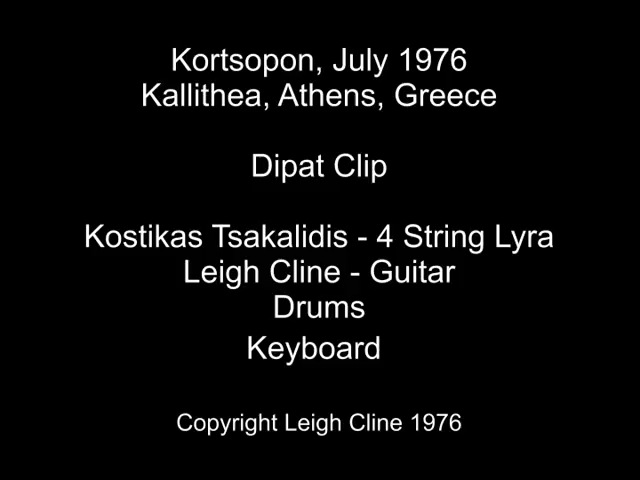 Kortsopon, July 1976
Kallithea, Athens, Greece
Dipat Clip
Kostikas Tsakalidis - 4 String Lyra
Leigh Cline - Guitar
Drums
Keyboard
Copyright Leigh Cline 1976